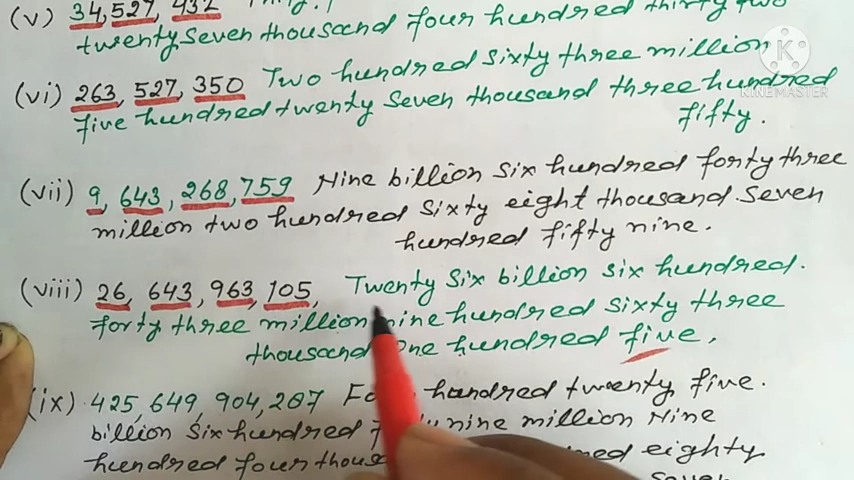 (v) 34,527, 432
twenty seven thousand four hundred thirty two
(vi) 263, 527, 350 Two hundred sixty three million
five hundred twenty seven thousand three hundred
fifty.
(vii) 9, 643, 268, 759 Nine billion six hundred forty three
million two hundred sixty eight thousand seven
hundred fifty nine.
(viii) 26, 643, 963, 105, Twenty six billion six hundred.
forty three million nine hundred sixty three
thousand one hundred five.
(ix) 425, 649, 904, 287 hundred twenty five.
billion six hundred nine million nine
hundred four eighty
seven
KINEMASTER